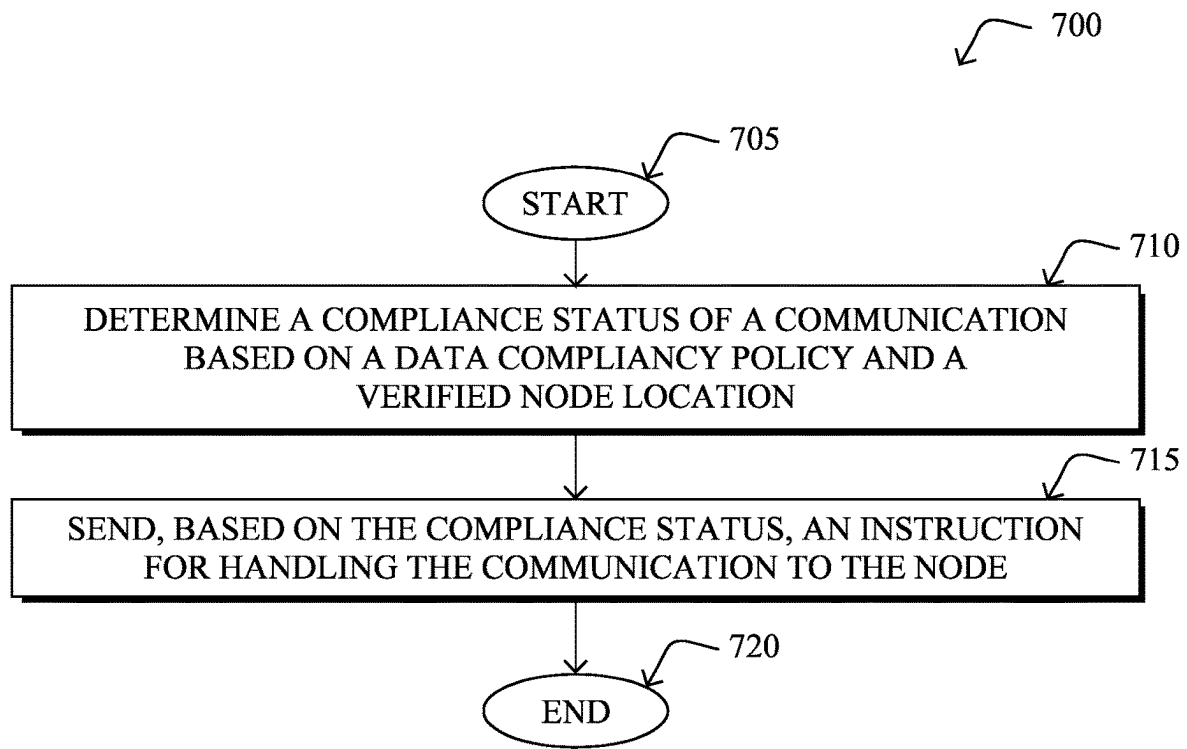 700
705
START
710
DETERMINE A COMPLIANCE STATUS OF A COMMUNICATION
BASED ON A DATA COMPLIANCY POLICY AND A
VERIFIED NODE LOCATION
715
SEND, BASED ON THE COMPLIANCE STATUS, AN INSTRUCTION
FOR HANDLING THE COMMUNICATION TO THE NODE
720
END